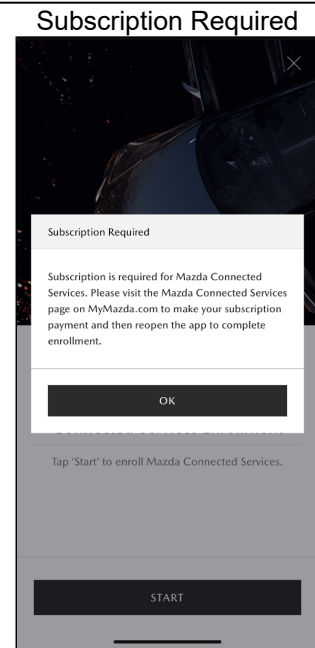 Subscription Required
Subscription Required
Subscription is required for Mazda Connected
Services. Please visit the Mazda Connected Services
page on MyMazda.com to make your subscription
payment and then reopen the app to complete
enrollment.
OK
Tap ‘Start’ to enroll Mazda Connected Services.
START